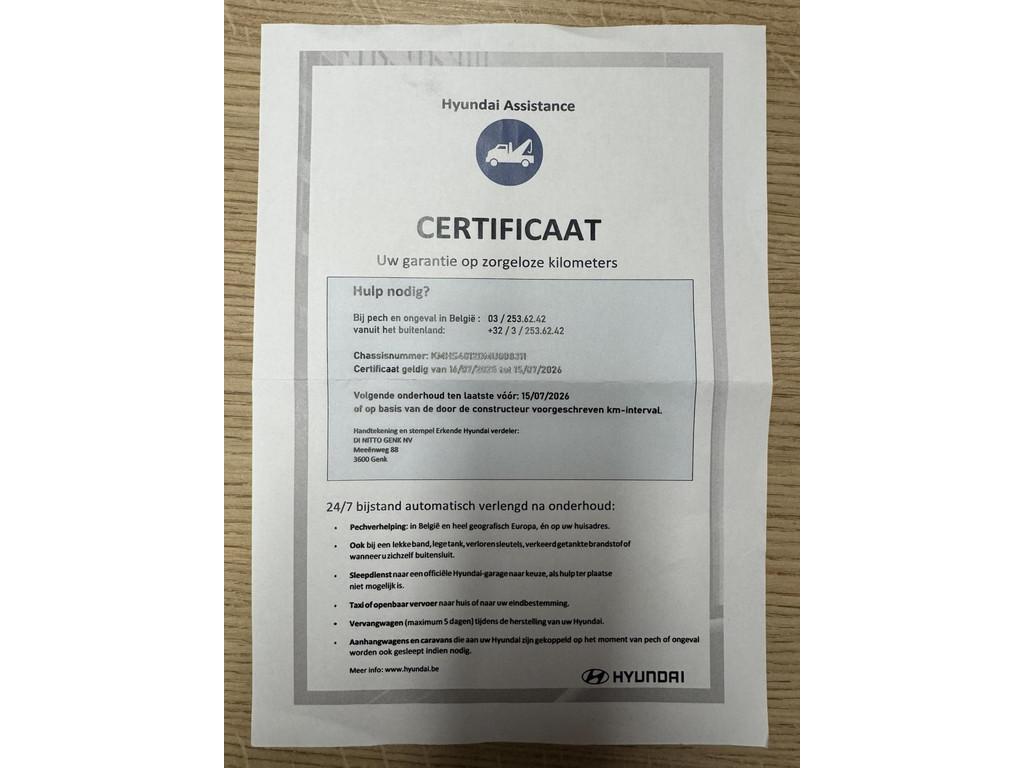 Hyundai Assistance
CERTIFICAAT
Uw garantie op zorgeloze kilometers
Hulp nodig?
Bij pech en ongeval in België : 03 / 253.62.42
vanuit het buitenland: +32 / 3 / 253.62.42
Chassisnummer:
Certificaat geldig van 16/07/2025 tot 15/07/2026
Volgende onderhoud ten laatste vóór: 15/07/2026
of op basis van de door de constructeur voorgeschreven km-interval.
Handtekening en stempel Erkende Hyundai verdeler:
DI NITTO GENK NV
Meeënweg 88
3600 Genk
24/7 bijstand automatisch verlengd na onderhoud:
• Pechverhelping: in België en heel geografisch Europa, én op uw huisadres.
• Ook bij een lekke band, lege tank, verloren sleutels, verkeerd getankte brandstof of
wanneer u zichzelf buitensluit.
• Sleepdienst naar een officiële Hyundai-garage naar keuze, als hulp ter plaatse
niet mogelijk is.
• Taxi of openbaar vervoer naar huis of naar uw eindbestemming.
• Vervangwagen (maximum 5 dagen) tijdens de herstelling van uw Hyundai.
• Aanhangwagens en caravans die aan uw Hyundai zijn gekoppeld op het moment van pech of ongeval
worden ook gesleept indien nodig.
Meer info: www.hyundai.be
HYUNDAI